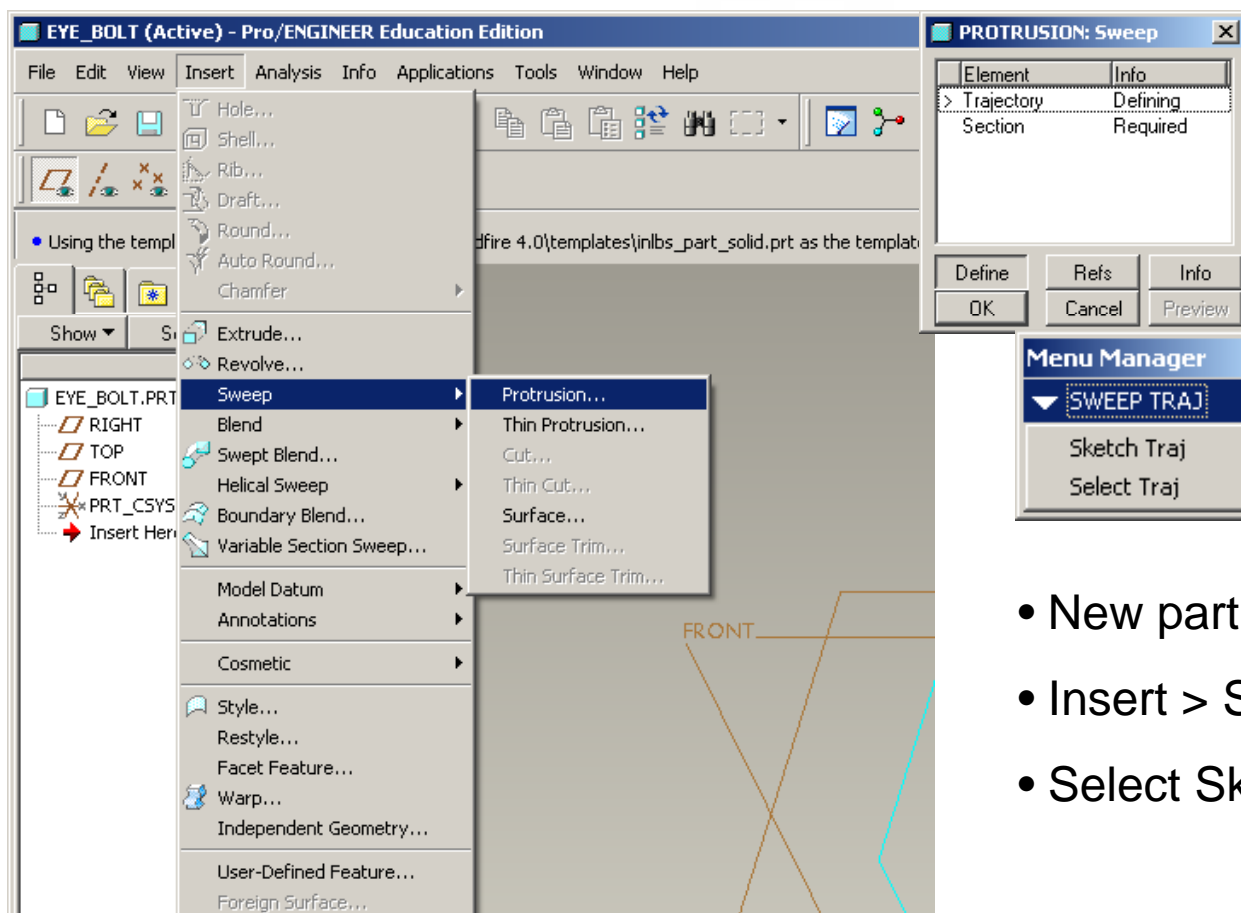 EYE_BOLT (Active) - Pro/ENGINEER Education Edition
File Edit View Insert Analysis Info Applications Tools Window Help
Using the templ
dfire 4.0\templates\inlbs_part_solid.prt as the templat
Show
EYE_BOLT.PRT
RIGHT
TOP
FRONT
PRT_CSYS
Insert Her
Hole...
Shell...
Rib...
Draft...
Round...
Auto Round...
Chamfer
Extrude...
Revolve...
Sweep
Blend
Swept Blend...
Helical Sweep
Boundary Blend...
Variable Section Sweep...
Model Datum
Annotations
Cosmetic
Style...
Restyle...
Facet Feature...
Warp...
Independent Geometry...
User-Defined Feature...
Foreign Surface...
Protrusion...
Thin Protrusion...
Cut...
Thin Cut...
Surface...
Surface Trim...
Thin Surface Trim...
FRONT
PROTRUSION: Sweep
Element Info
> Trajectory Defining
Section Required
Define Refs Info
OK Cancel Preview
Menu Manager
SWEEP TRAJ
Sketch Traj
Select Traj
• New part
• Insert > S
• Select Sk